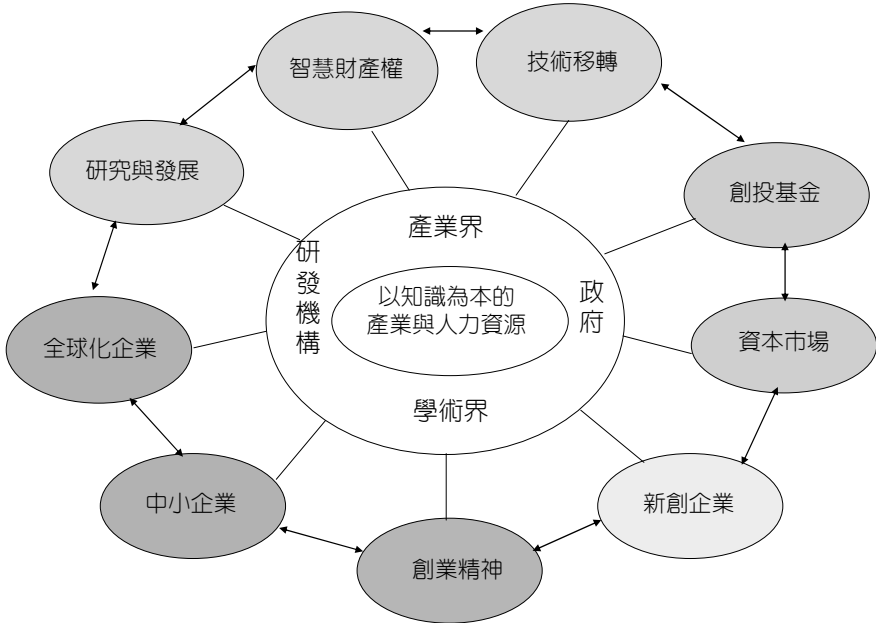 智慧財產權
技術移轉
研究與發展
創投基金
產業界
研發機構
政府
以知識為本的
產業與人力資源
全球化企業
資本市場
學術界
中小企業
新創企業
創業精神